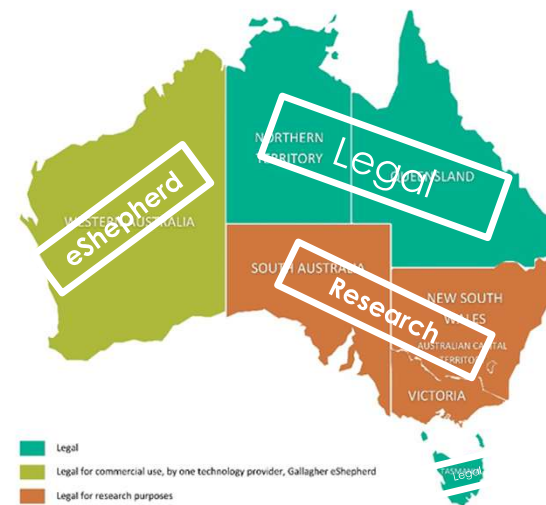 NORTHERN
TERRITORY
Legal
QUEENSLAND
WESTERN AUSTRALIA
eShepherd
SOUTH AUSTRALIA
Research
NEW SOUTH
WALES
AUSTRALIAN CAPITAL
TERRITORY
VICTORIA
TASMANIA
Legal
Legal
Legal for commercial use, by one technology provider, Gallagher eShepherd
Legal for research purposes